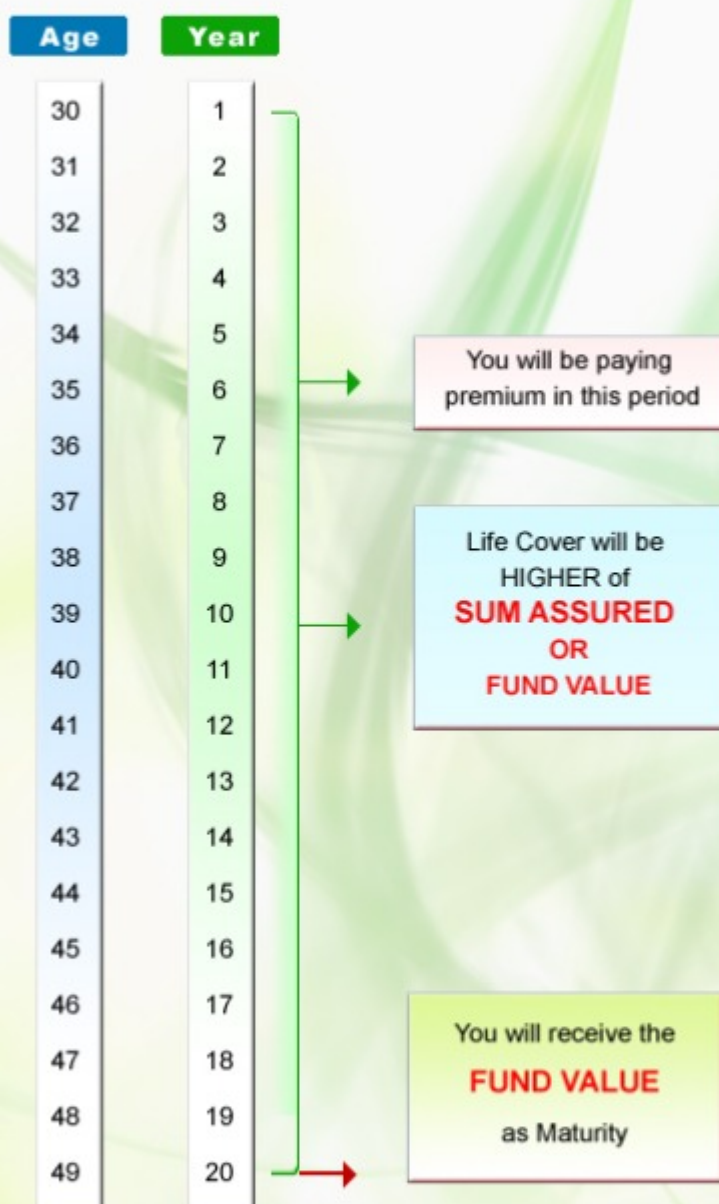 Age Year
30 1
31 2
32 3
33 4
34 5
35 6
36 7
37 8
38 9
39 10
40 11
41 12
42 13
43 14
44 15
45 16
46 17
47 18
48 19
49 20
You will be paying
premium in this period
Life Cover will be
HIGHER of
SUM ASSURED
OR
FUND VALUE
You will receive the
FUND VALUE
as Maturity